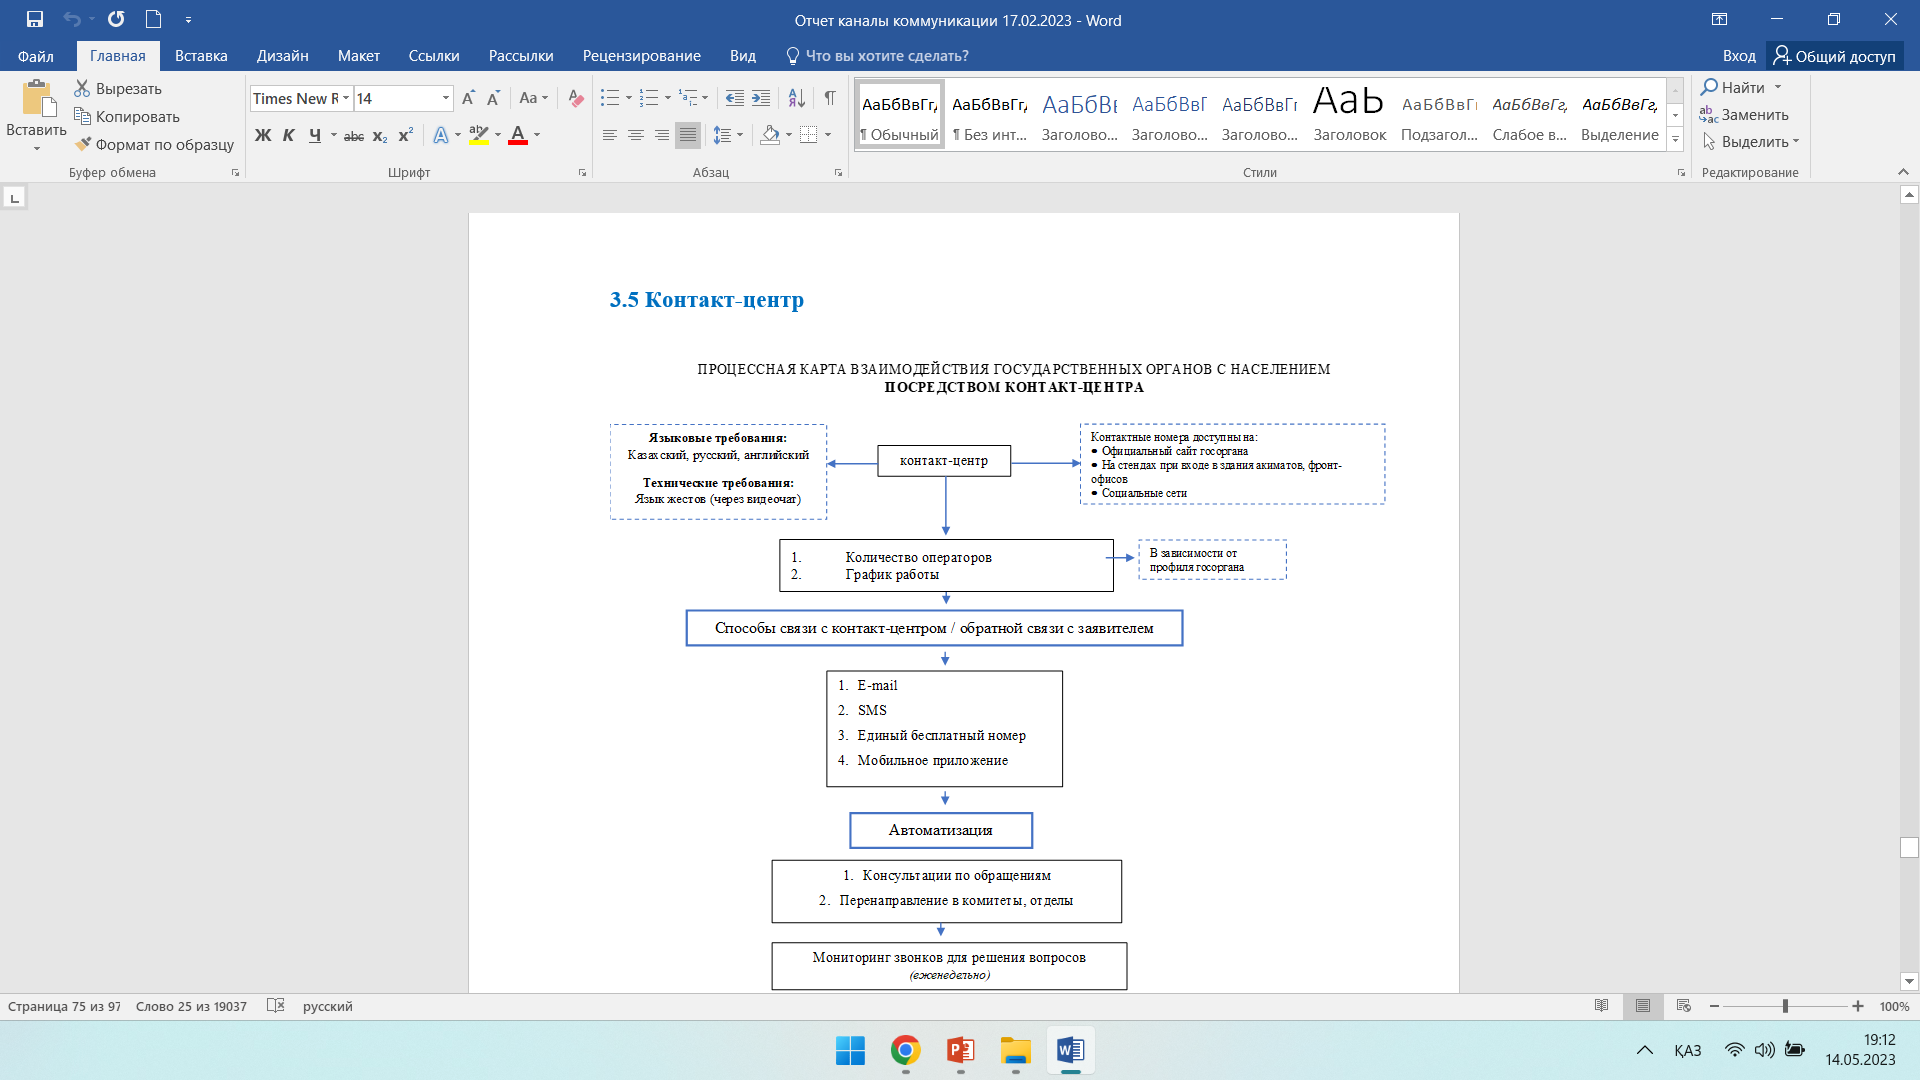 Отчет каналы коммуникации 17.02.2023 - Word
Файл
Главная
Вставка
Дизайн
Макет
Ссылки
Рассылки
Рецензирование
Вид
Что вы хотите сделать?
Вход
Общий доступ
Вставить
Вырезать
Копировать
Формат по образцу
Буфер обмена
Times New R
14
Aa
Ж К Ч abc x₂ x²
Шрифт
Абзац
АаБбВвГг,
¶ Обычный
АаБбВвГг,
¶ Без инт...
АаБбВв
Заголово...
АаБбВвГ
Заголово...
АаБбВвГг
Заголово...
АаЬ
Заголовок
АаБбВвГг
Подзагол...
АаБбВвГг,
Слабое в...
АаБбВвГг,
Выделение
Стили
Найти
Заменить
Выделить
Редактирование
3.5 Контакт-центр
ПРОЦЕССНАЯ КАРТА ВЗАИМОДЕЙСТВИЯ ГОСУДАРСТВЕННЫХ ОРГАНОВ С НАСЕЛЕНИЕМ
ПОСРЕДСТВОМ КОНТАКТ-ЦЕНТРА
Языковые требования:
Казахский, русский, английский
Технические требования:
Язык жестов (через видеочат)
контакт-центр
Контактные номера доступны на:
● Официальный сайт госоргана
● На стендах при входе в здания акиматов, фронт-
офисов
● Социальные сети
1. Количество операторов
2. График работы
В зависимости от
профиля госоргана
Способы связи с контакт-центром / обратной связи с заявителем
1. E-mail
2. SMS
3. Единый бесплатный номер
4. Мобильное приложение
Автоматизация
1. Консультации по обращениям
2. Перенаправление в комитеты, отделы
Мониторинг звонков для решения вопросов
(еженедельно)
Страница 75 из 97
Слово 25 из 19037
русский
100%
ҚАЗ
19:12
14.05.2023